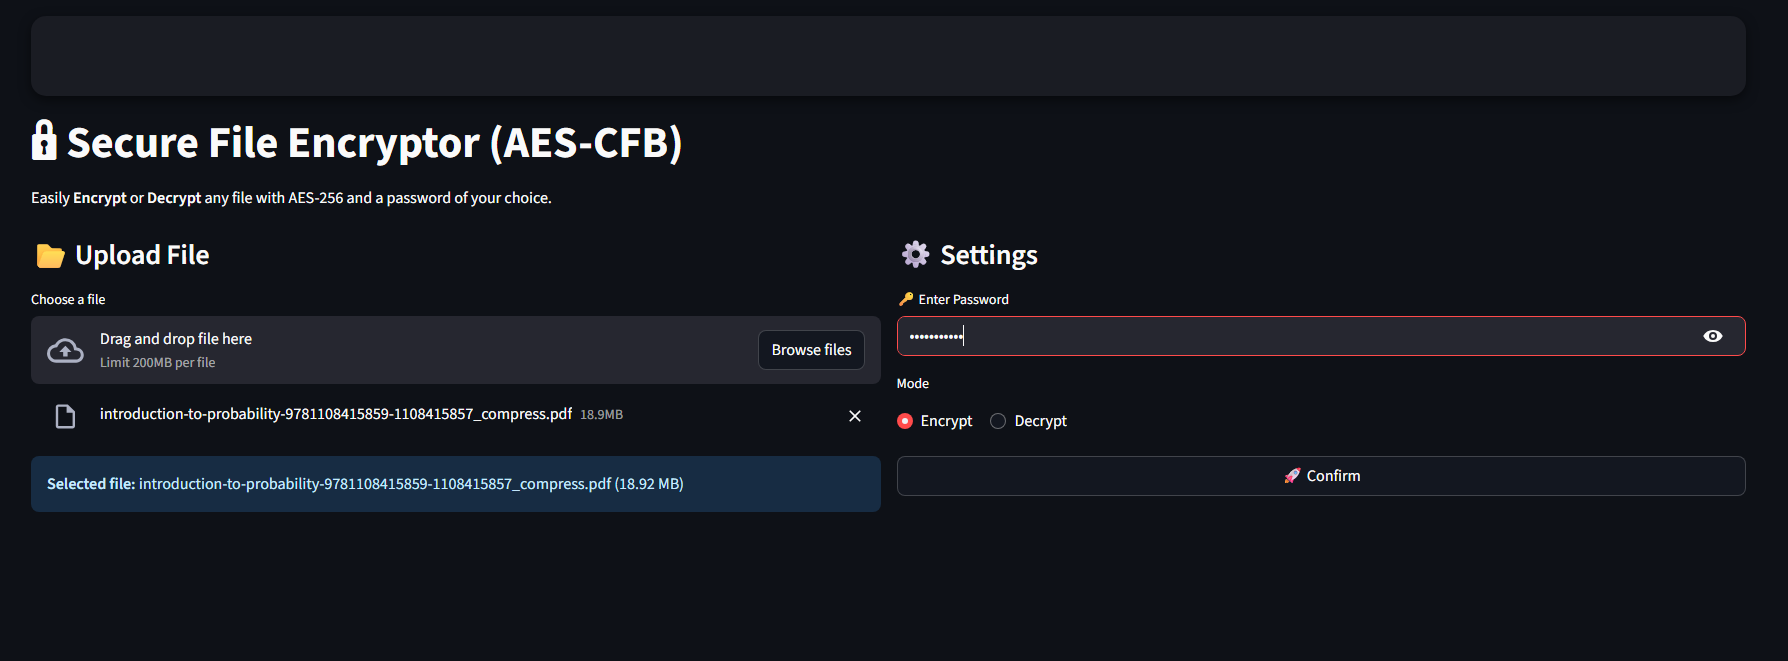 🔒 Secure File Encryptor (AES-CFB)
Easily Encrypt or Decrypt any file with AES-256 and a password of your choice.
📂 Upload File
Choose a file
Drag and drop file here
Limit 200MB per file
Browse files
introduction-to-probability-9781108415859-1108415857_compress.pdf 18.9MB
Selected file: introduction-to-probability-9781108415859-1108415857_compress.pdf (18.92 MB)
⚙️ Settings
🔑 Enter Password
•••••••••••
Mode
Encrypt Decrypt
🚀 Confirm